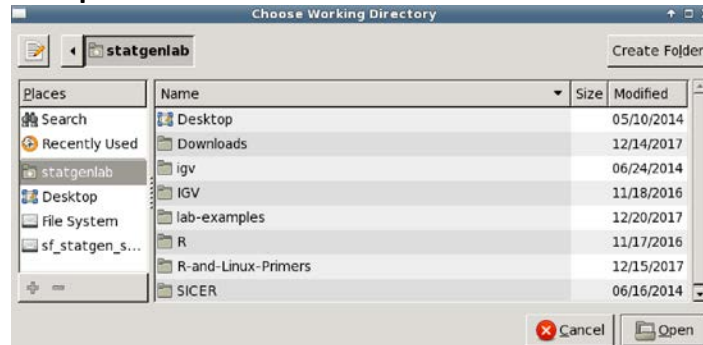 Choose Working Directory
statgenlab
Create Folder
Places
Name Size Modified
Search
Desktop 05/10/2014
Recently Used
Downloads 12/14/2017
statgenlab
igv 06/24/2014
Desktop
IGV 11/18/2016
File System
lab-examples 12/20/2017
sf_statgen_s...
R 11/17/2016
R-and-Linux-Primers 12/15/2017
SICER 06/16/2014
Cancel Open